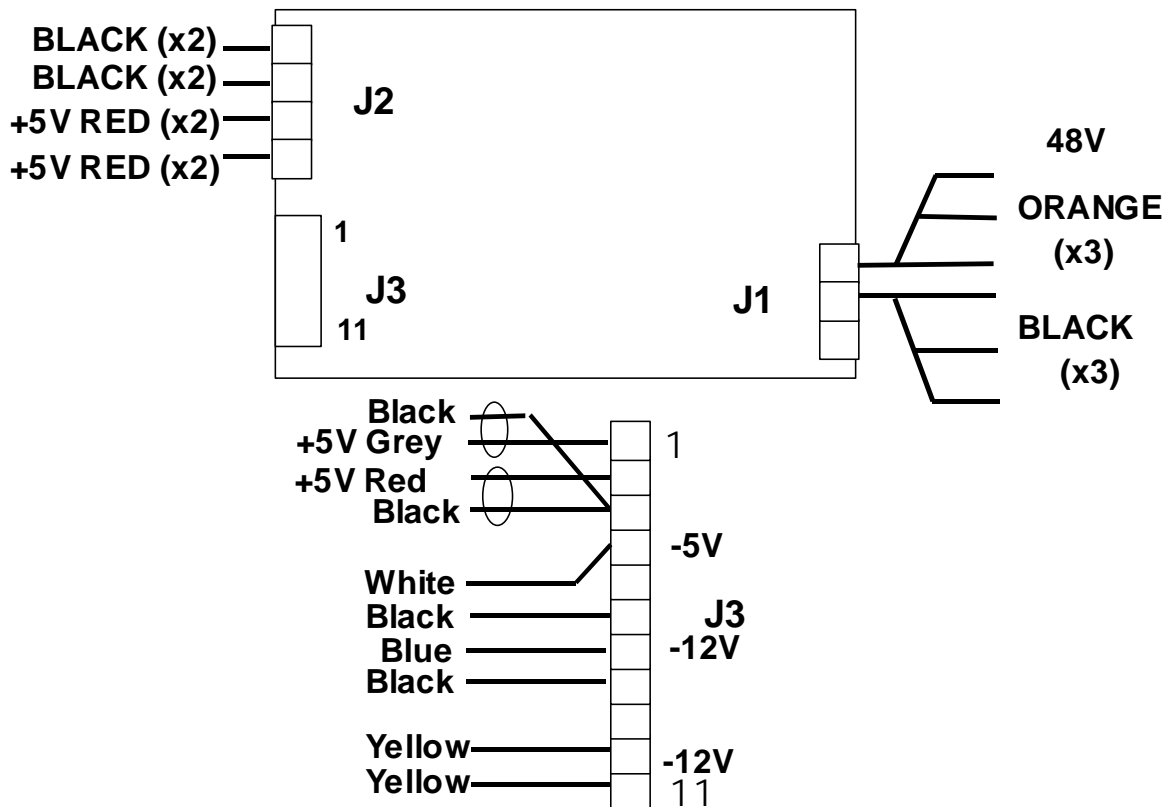 BLACK (x2)
BLACK (x2)
+5V RED (x2)
+5V RED (x2)
J2
1
J3
11
J1
48V
ORANGE
(x3)
BLACK
(x3)
Black
+5V Grey
+5V Red
Black
White
Black
Blue
Black
Yellow
Yellow
1
-5V
J3
-12V
-12V
11